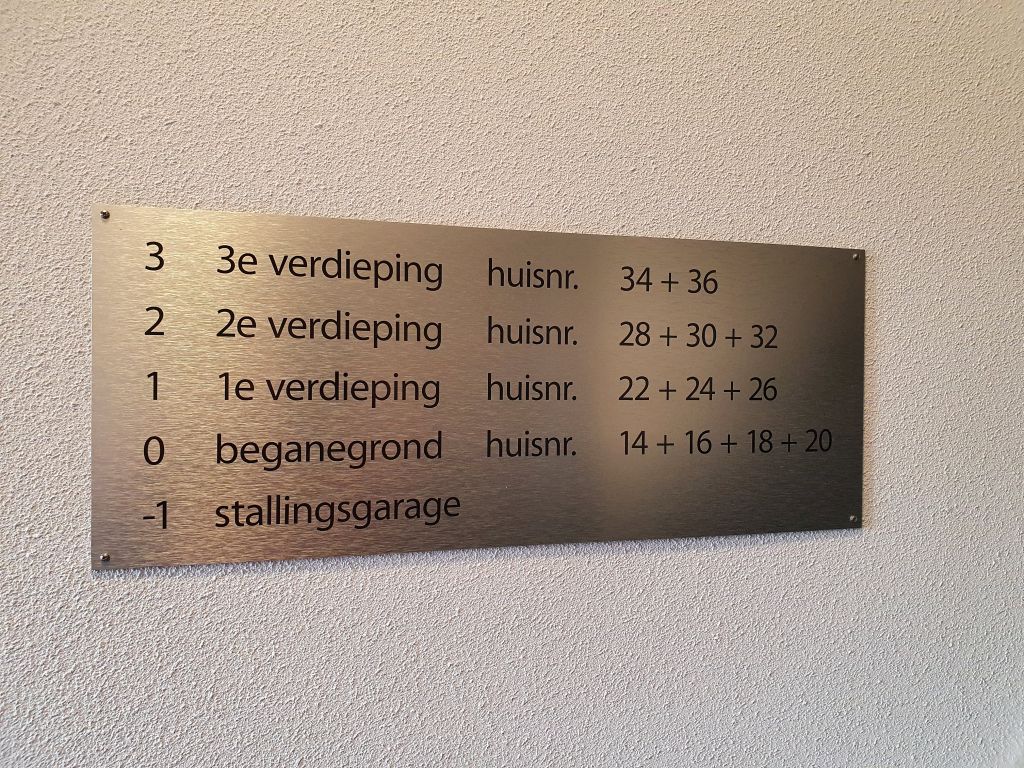 3 3e verdieping huisnr. 34 + 36
2 2e verdieping huisnr. 28 + 30 + 32
1 1e verdieping huisnr. 22 + 24 + 26
0 beganegrond huisnr. 14 + 16 + 18 + 20
-1 stallingsgarage